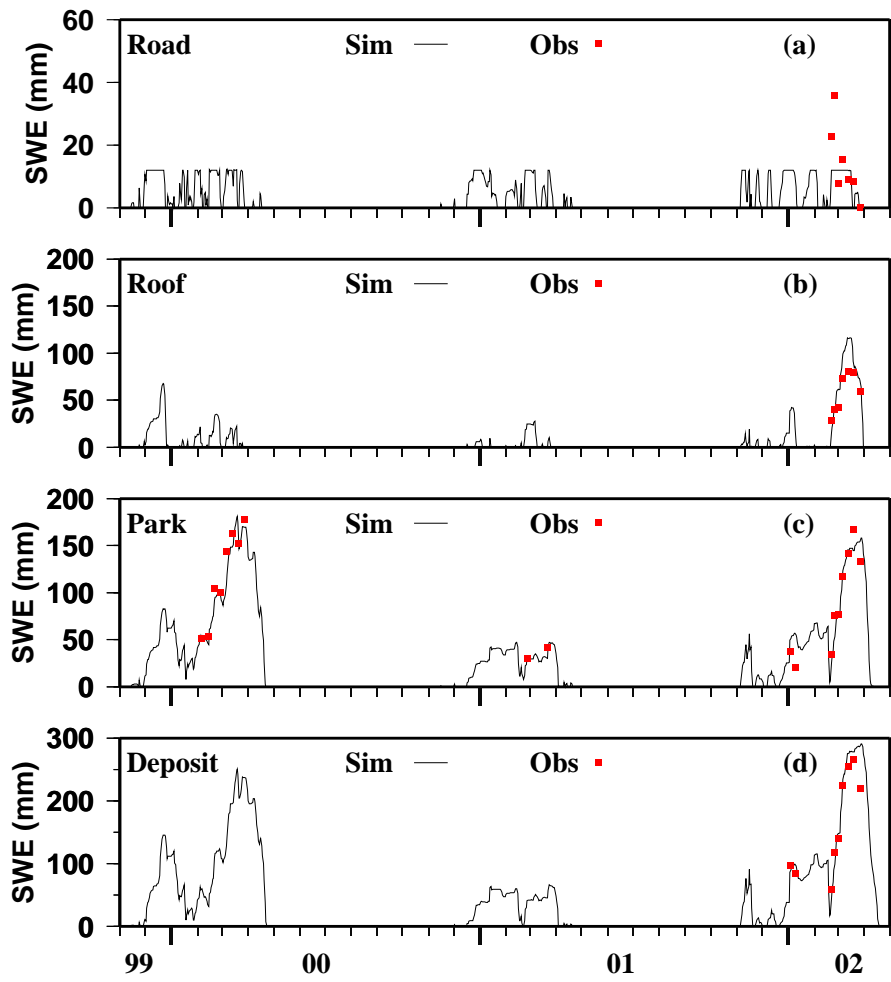 60
Road Sim Obs (a)
40
20
0
SWE (mm)
200
Roof Sim Obs (b)
150
100
50
0
SWE (mm)
200
Park Sim Obs (c)
150
100
50
0
SWE (mm)
300
Deposit Sim Obs (d)
200
100
0
SWE (mm)
99 00 01 02